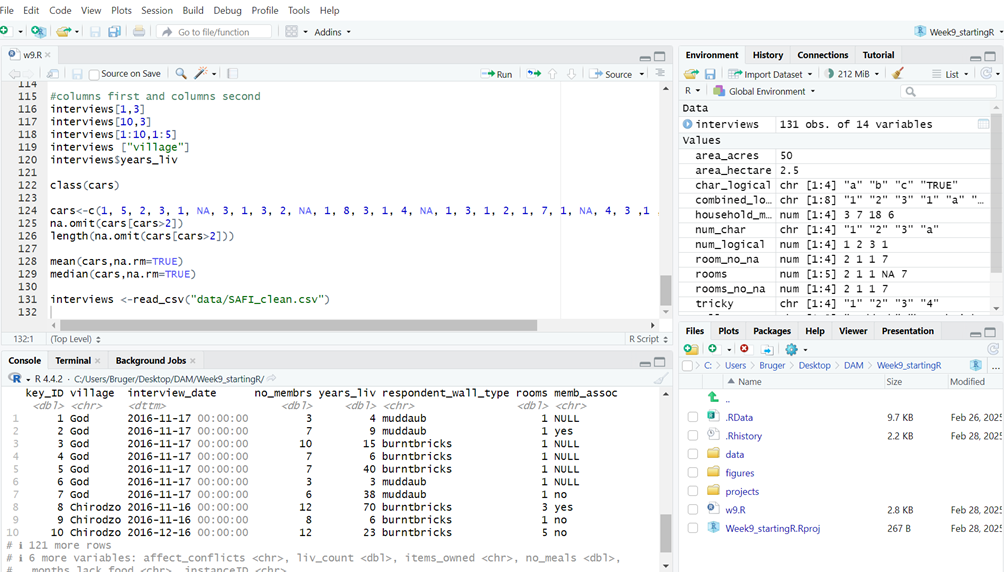 File Edit Code View Plots Session Build Debug Profile Tools Help
Go to file/function Addins Week9_startingR
w9.R
Source on Save Run Source
114
115 #columns first and columns second
116 interviews[1,3]
117 interviews[10,3]
118 interviews[1:10,1:5]
119 interviews ["village"]
120 interviews$years_liv
121
122 class(cars)
123
124 cars<-c(1, 5, 2, 3, 1, NA, 3, 1, 3, 2, NA, 1, 8, 3, 1, 4, NA, 1, 3, 1, 2, 1, 7, 1, NA, 4, 3 ,1 ,
125 na.omit(cars[cars>2])
126 length(na.omit(cars[cars>2]))
127
128 mean(cars,na.rm=TRUE)
129 median(cars,na.rm=TRUE)
130
131 interviews <-read_csv("data/SAFI_clean.csv")
132
132:1 (Top Level) R Script
Console Terminal Background Jobs
R 4.4.2 · C:/Users/Bruger/Desktop/DAM/Week9_startingR/
key_ID village interview_date no_membrs years_liv respondent_wall_type rooms memb_assoc
<dbl> <chr> <dttm> <dbl> <dbl> <chr> <dbl> <chr>
1 1 God 2016-11-17 00:00:00 3 4 muddaub 1 NULL
2 2 God 2016-11-17 00:00:00 7 9 muddaub 1 yes
3 3 God 2016-11-17 00:00:00 10 15 burntbricks 1 NULL
4 4 God 2016-11-17 00:00:00 7 6 burntbricks 1 NULL
5 5 God 2016-11-17 00:00:00 7 40 burntbricks 1 NULL
6 6 God 2016-11-17 00:00:00 3 3 muddaub 1 NULL
7 7 God 2016-11-17 00:00:00 6 38 muddaub 1 no
8 8 Chirodzo 2016-11-16 00:00:00 12 70 burntbricks 3 yes
9 9 Chirodzo 2016-11-16 00:00:00 8 6 burntbricks 1 no
10 10 Chirodzo 2016-12-16 00:00:00 12 23 burntbricks 5 no
# ℹ 121 more rows
# ℹ 6 more variables: affect_conflicts <chr>, liv_count <dbl>, items_owned <chr>, no_meals <dbl>,
# months_lack_food <chr>, instanceID <chr>
Environment History Connections Tutorial
Import Dataset 212 MiB List
R Global Environment
Data
interviews 131 obs. of 14 variables
Values
area_acres 50
area_hectare 2.5
char_logical chr [1:4] "a" "b" "c" "TRUE"
combined_lo… chr [1:8] "1" "2" "3" "1" "a" "…
household_m… num [1:4] 3 7 18 6
num_char chr [1:4] "1" "2" "3" "a"
num_logical num [1:4] 1 2 3 1
room_no_na num [1:4] 2 1 1 7
rooms num [1:5] 2 1 1 NA 7
rooms_no_na num [1:4] 2 1 1 7
tricky chr [1:4] "1" "2" "3" "4"
Files Plots Packages Help Viewer Presentation
C: Users Bruger Desktop DAM Week9_startingR ...
Name Size Modified
..
.RData 9.7 KB Feb 26, 2025
.Rhistory 2.2 KB Feb 28, 2025
data
figures
projects
w9.R 2.8 KB Feb 28, 2025
Week9_startingR.Rproj 267 B Feb 28, 2025